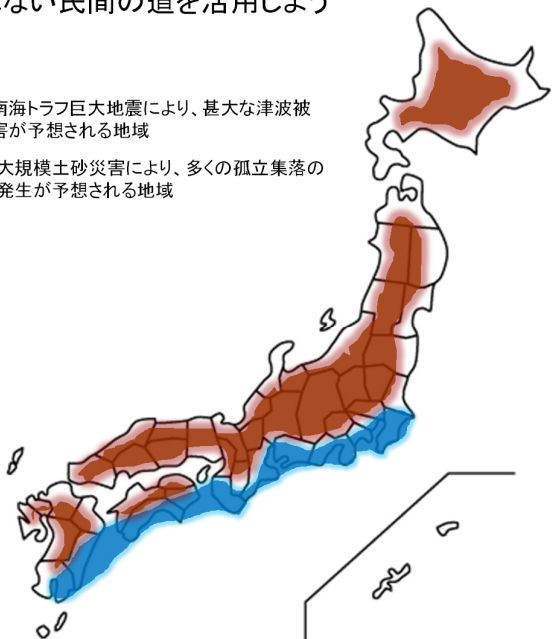 ない民間の道を活用しよう
南海トラフ巨大地震により、甚大な津波被
害が予想される地域
大規模土砂災害により、多くの孤立集落の
発生が予想される地域